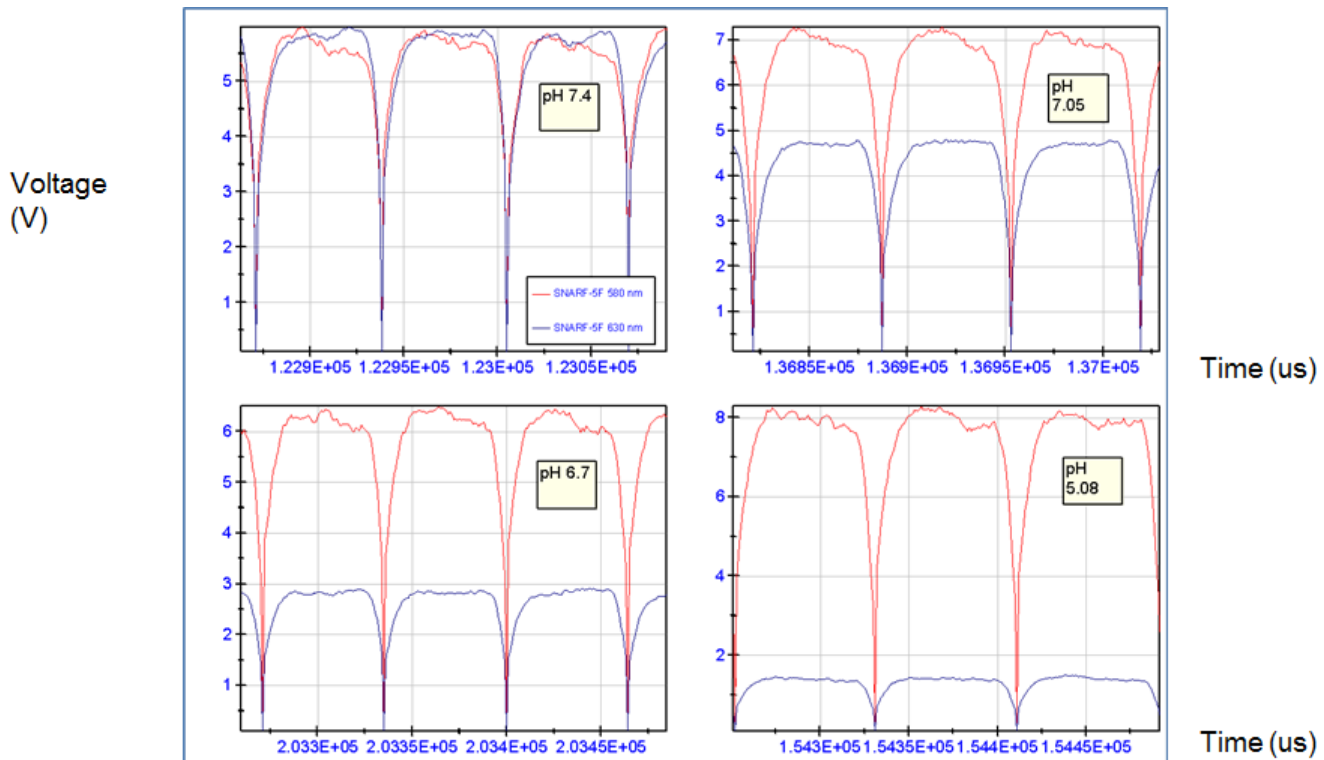 Voltage
(V)
5
4
3
2
1
pH 7.4
SNARF-5F 580 nm
SNARF-5F 630 nm
1.229E+05 1.2295E+05 1.23E+05 1.2305E+05
7
6
5
4
3
2
1
pH
7.05
1.3685E+05 1.369E+05 1.3695E+05 1.37E+05
Time (us)
6
5
4
3
2
1
pH 6.7
2.033E+05 2.0335E+05 2.034E+05 2.0345E+05
8
6
4
2
pH
5.08
1.543E+05 1.5435E+05 1.544E+05 1.5445E+05
Time (us)